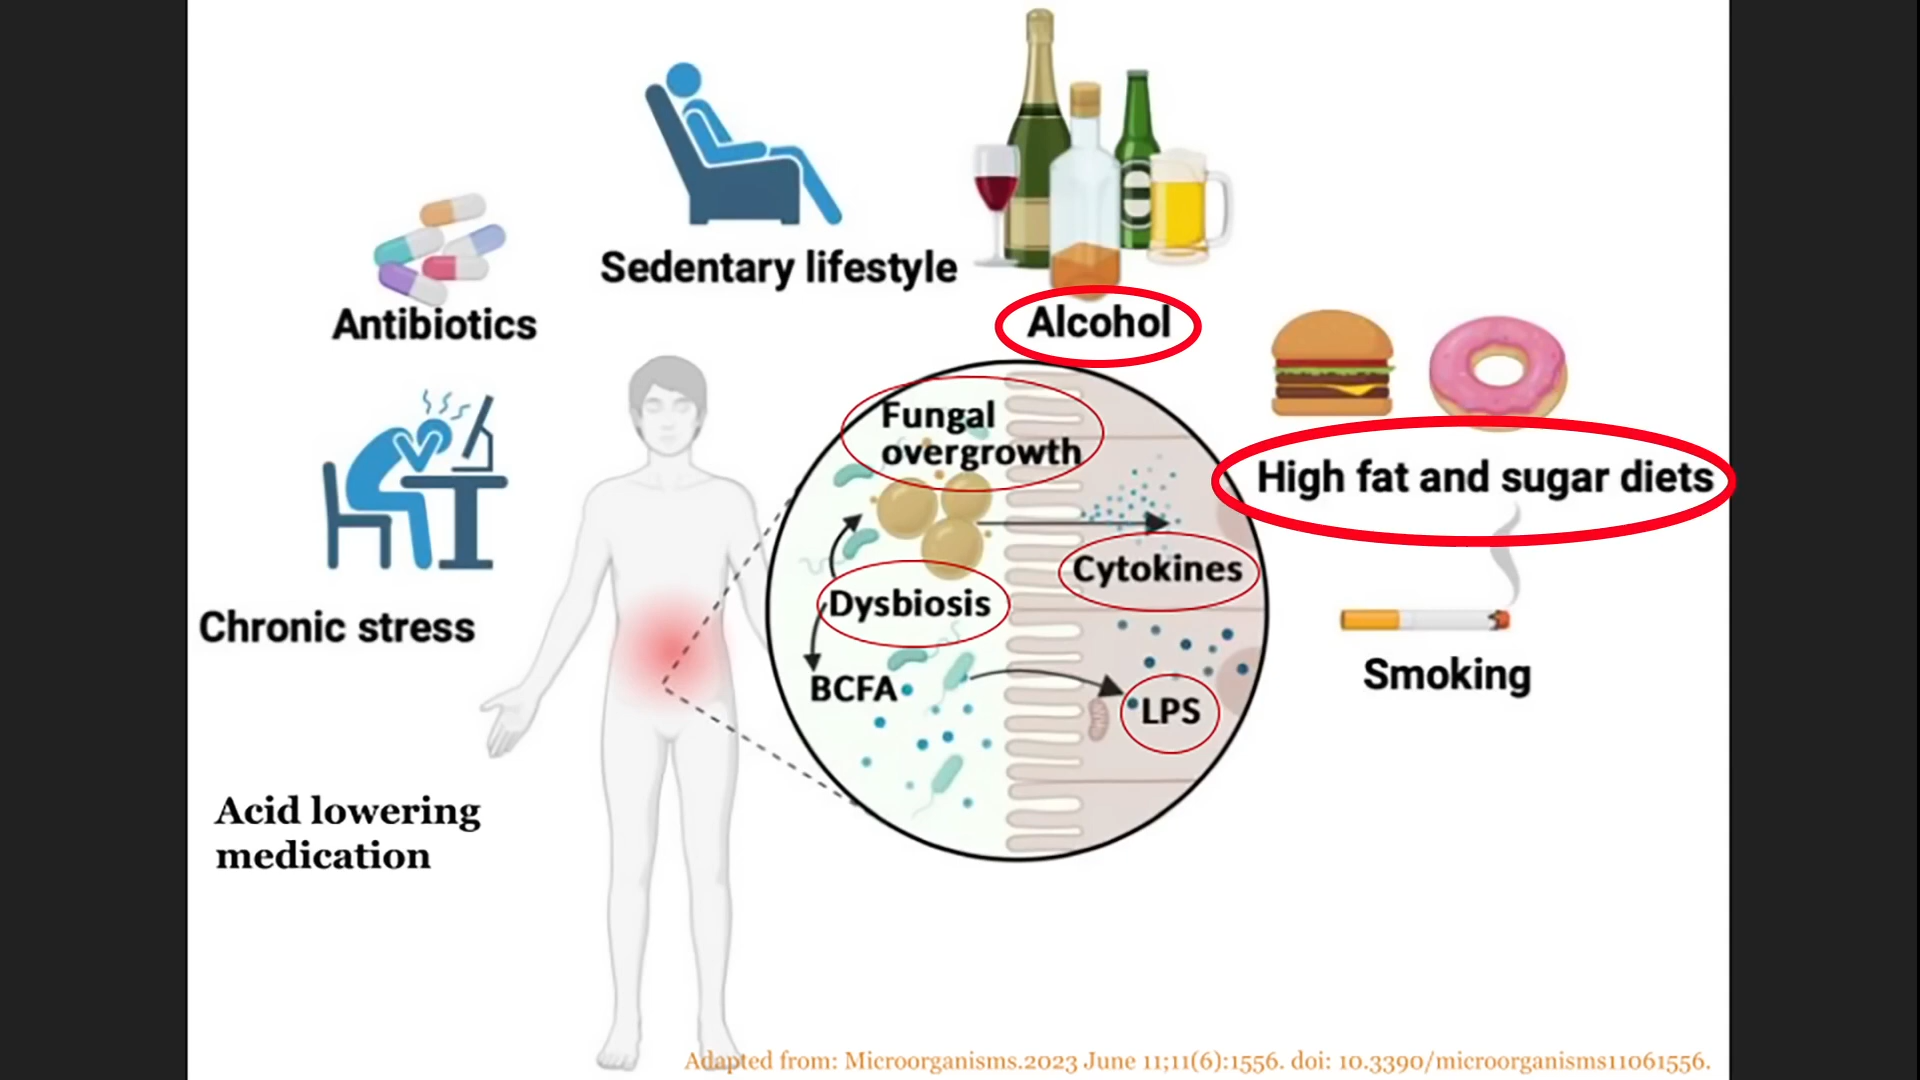 Sedentary lifestyle
Antibiotics
Alcohol
Fungal
overgrowth
High fat and sugar diets
Cytokines
Dysbiosis
Chronic stress
BCFA
LPS
Smoking
Acid lowering
medication
Adapted from: Microorganisms.2023 June 11;11(6):1556. doi: 10.3390/microorganisms11061556.